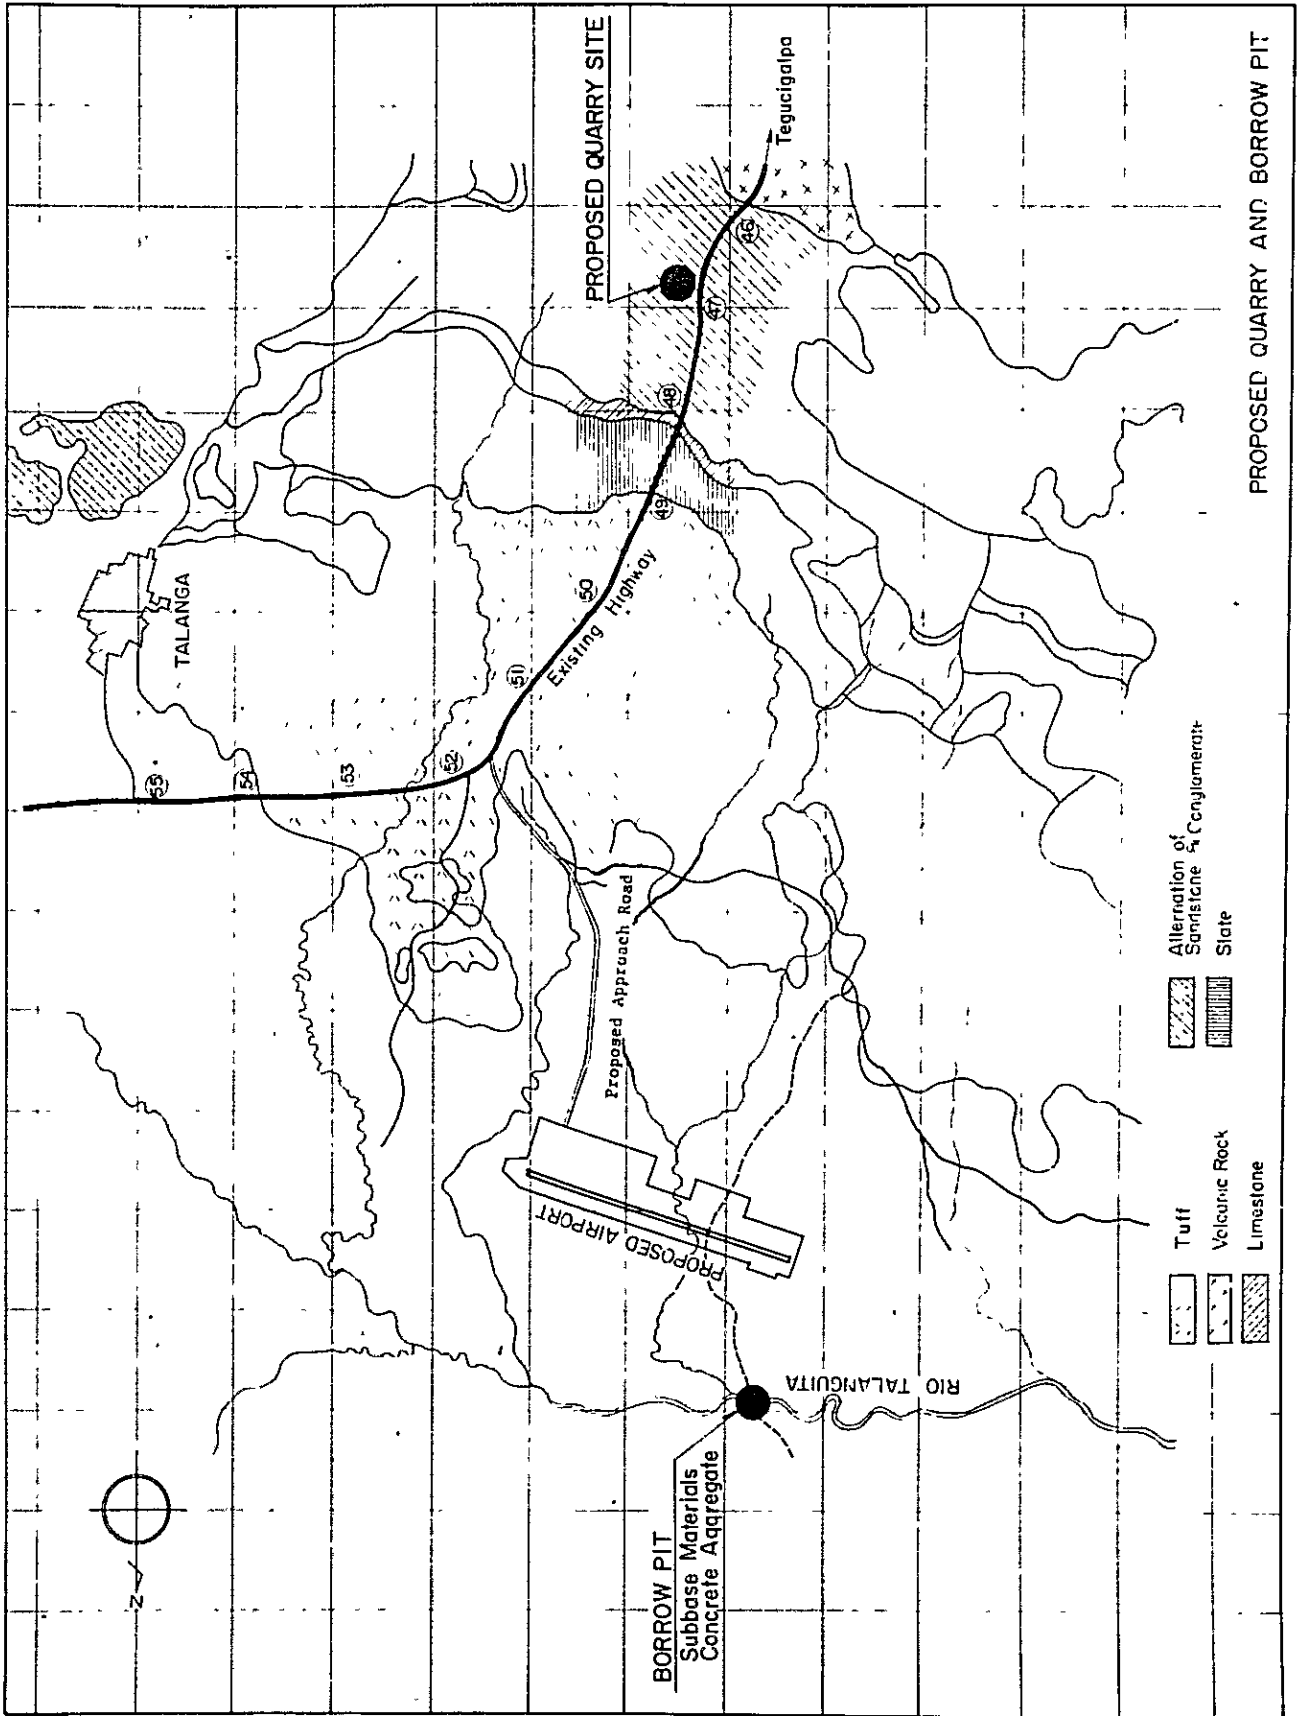 PROPOSED QUARRY SITE
Tegucigalpa
46
47
48
49
50
51
52
53
54
55
Existing Highway
TALANGA
Proposed Approach Road
PROPOSED AIRPORT
RIO TALANGUITA
BORROW PIT
Subbase Materials
Concrete Aggregate
N
Tuff
Volcanic Rock
Limestone
Alternation of
Sandstone & Conglamerate
Slate
PROPOSED QUARRY AND BORROW PIT